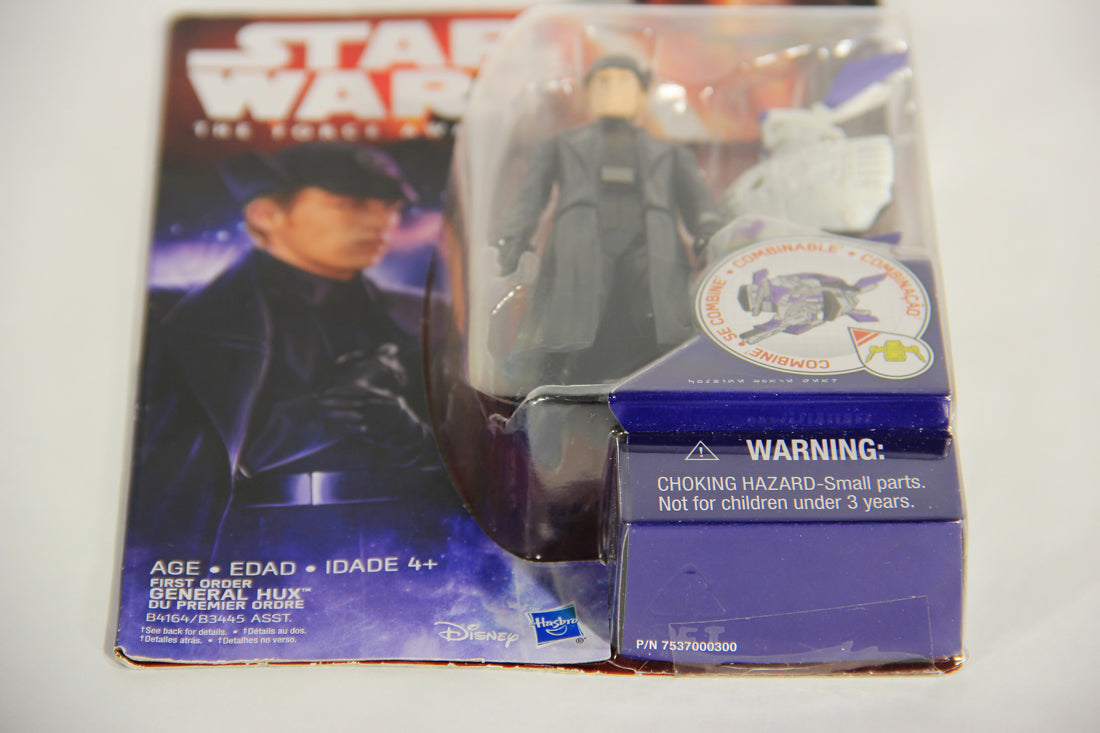 STAR
WARS
THE FORCE AWA
COMBINE† • SE COMBINE† • COMBINABLE† • COMBINAÇÃO†
WARNING:
CHOKING HAZARD-Small parts.
Not for children under 3 years.
AGE • EDAD • IDADE 4+
FIRST ORDER
GENERAL HUX™
DU PREMIER ORDRE
B4164/B3445 ASST.
†See back for details. • †Détails au dos.
†Detalles atrás. • †Detalhes no verso.
Disney
Hasbro®
P/N 7537000300